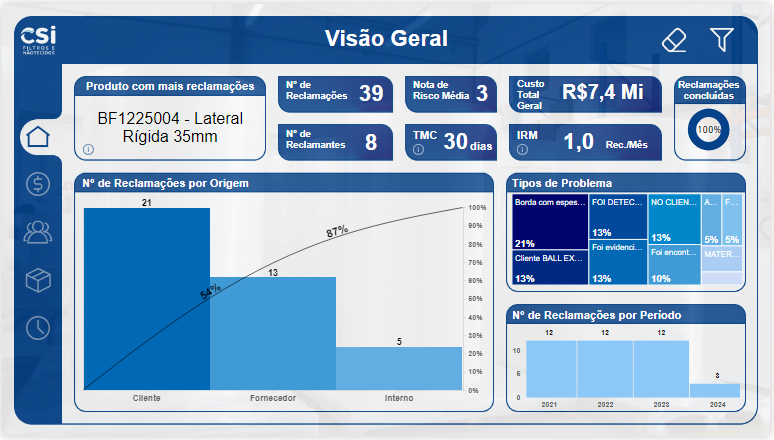 CSI
FILTROS E
NÃOTECIDOS
Visão Geral
Produto com mais reclamações
BF1225004 - Lateral
Rígida 35mm
Nº de
Reclamações
39
Nota de
Risco Média
3
Custo
Total
Geral
R$7,4 Mi
Reclamações
concluídas
100%
Nº de
Reclamantes
8
TMC
30 dias
IRM
1,0 Rec./Mês
Nº de Reclamações por Origem
21
13
5
54%
87%
100%
90%
80%
70%
60%
50%
40%
30%
20%
10%
0%
Cliente
Fornecedor
Interno
Tipos de Problema
Borda com espes...
21%
Cliente BALL EX...
13%
FOI DETEC...
13%
Foi evidenci...
13%
NO CLIEN...
13%
Foi encont...
10%
A...
5%
F...
5%
MATER...
Nº de Reclamações por Período
10
5
0
12
12
12
3
2021
2022
2023
2024